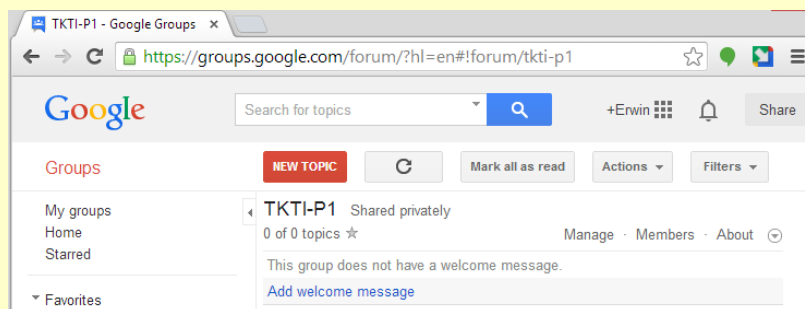 TKTI-P1 - Google Groups
https://groups.google.com/forum/?hl=en#!forum/tkti-p1
Google Search for topics +Erwin Share
Groups NEW TOPIC Mark all as read Actions Filters
My groups
Home
Starred
Favorites
TKTI-P1 Shared privately
0 of 0 topics Manage · Members · About
This group does not have a welcome message.
Add welcome message